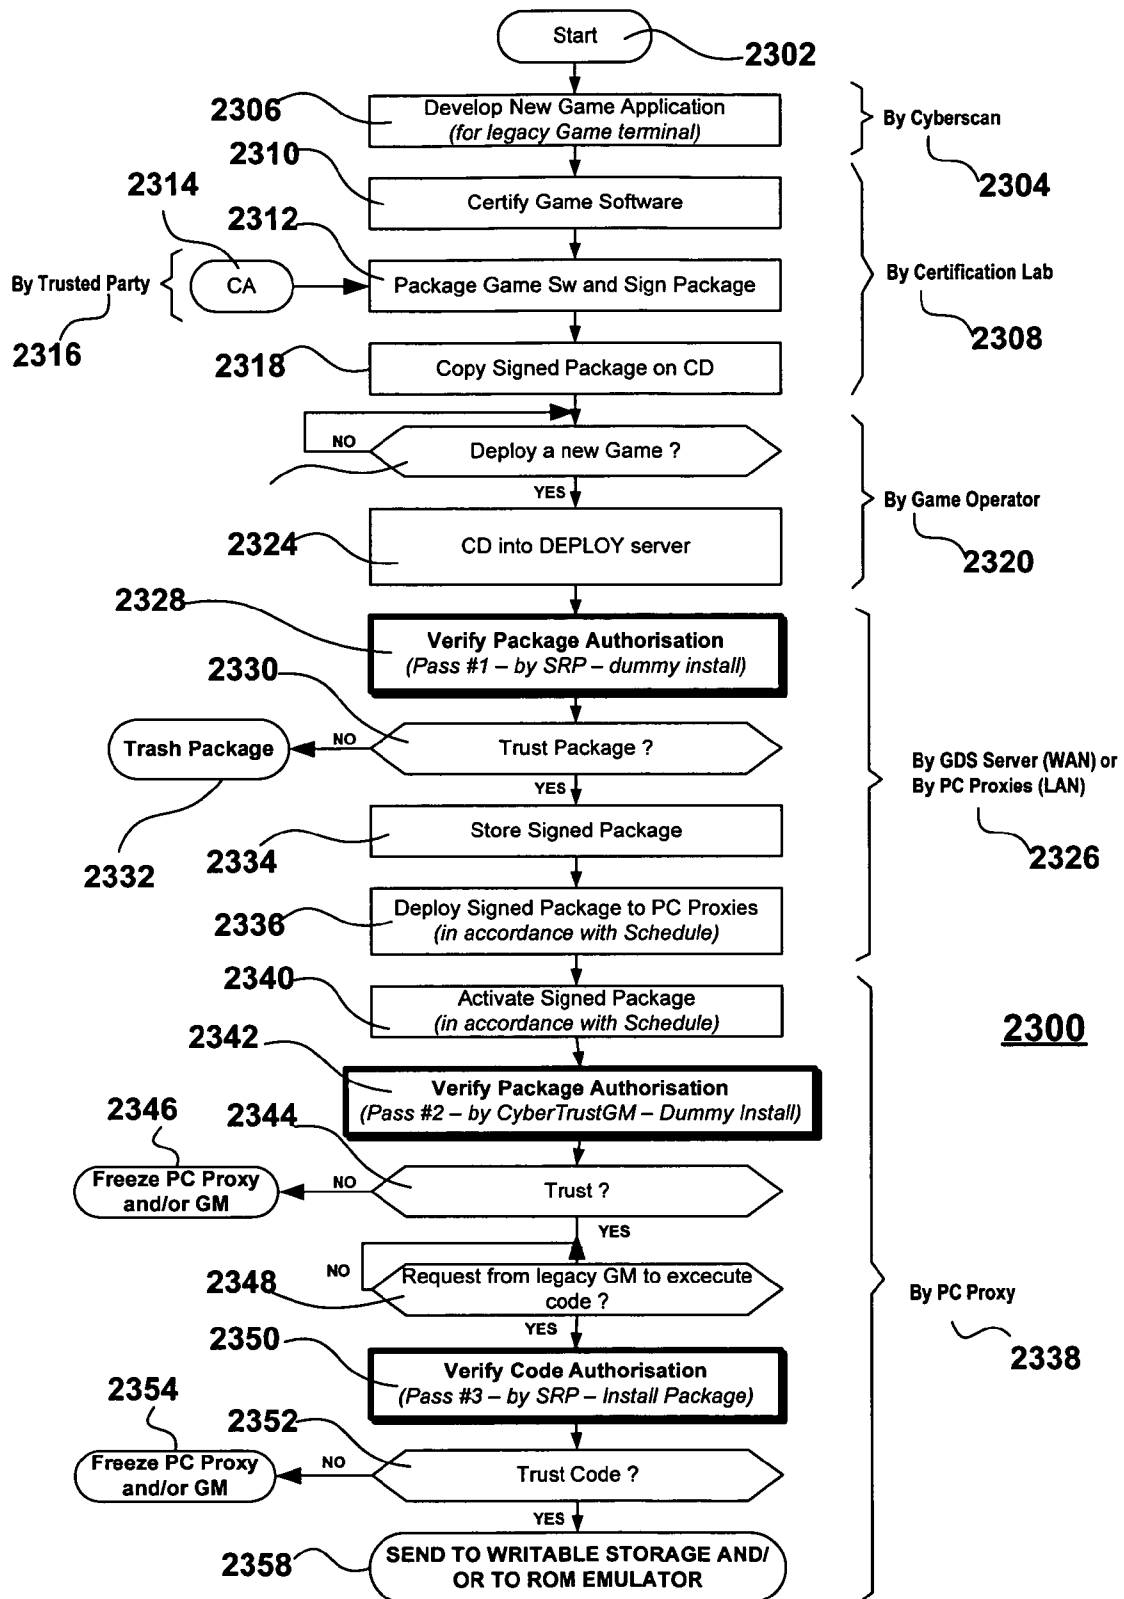 Start
2302
2306
Develop New Game Application
(for legacy Game terminal)
By Cyberscan
2304
2310
Certify Game Software
2314
2312
By Trusted Party
CA
Package Game Sw and Sign Package
By Certification Lab
2316
2308
2318
Copy Signed Package on CD
NO
Deploy a new Game ?
YES
By Game Operator
2324
CD into DEPLOY server
2320
2328
Verify Package Authorisation
(Pass #1 – by SRP – dummy install)
2330
Trash Package
NO
Trust Package ?
By GDS Server (WAN) or
By PC Proxies (LAN)
YES
2332
2334
Store Signed Package
2326
2336
Deploy Signed Package to PC Proxies
(in accordance with Schedule)
2340
Activate Signed Package
(in accordance with Schedule)
2300
2342
Verify Package Authorisation
(Pass #2 – by CyberTrustGM – Dummy Install)
2346
2344
Freeze PC Proxy
and/or GM
NO
Trust ?
YES
NO
2348
Request from legacy GM to excecute
code ?
By PC Proxy
YES
2350
2338
Verify Code Authorisation
(Pass #3 – by SRP – Install Package)
2354
2352
Freeze PC Proxy
and/or GM
NO
Trust Code ?
YES
2358
SEND TO WRITABLE STORAGE AND/
OR TO ROM EMULATOR